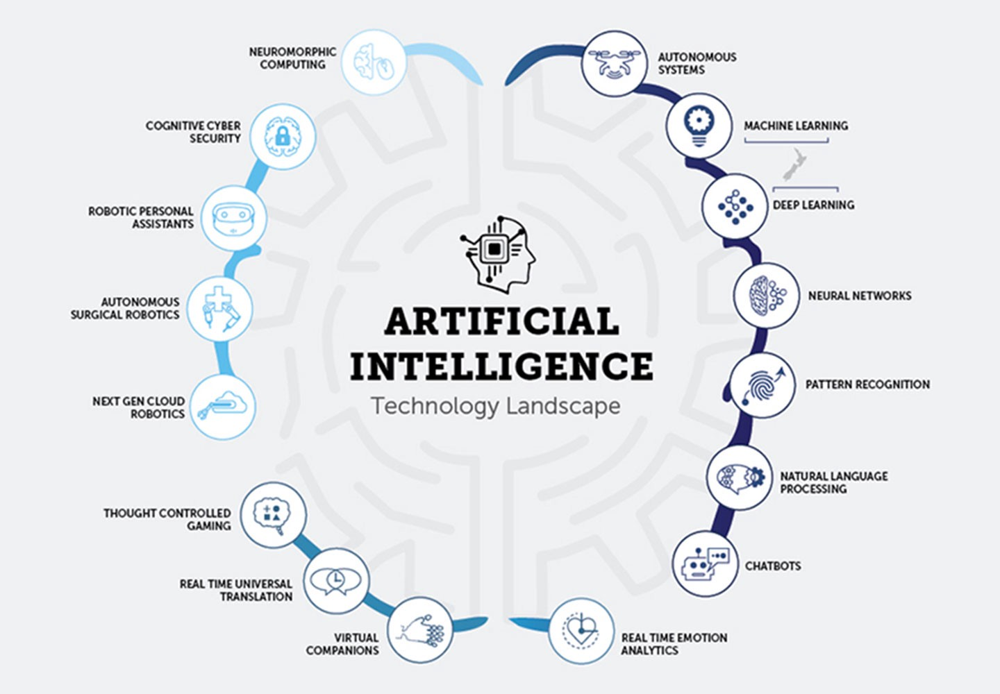 NEUROMORPHIC
COMPUTING
AUTONOMOUS
SYSTEMS
COGNITIVE CYBER
SECURITY
MACHINE LEARNING
ROBOTIC PERSONAL
ASSISTANTS
DEEP LEARNING
AUTONOMOUS
SURGICAL ROBOTICS
NEURAL NETWORKS
ARTIFICIAL
INTELLIGENCE
Technology Landscape
NEXT GEN CLOUD
ROBOTICS
PATTERN RECOGNITION
NATURAL LANGUAGE
PROCESSING
THOUGHT CONTROLLED
GAMING
CHATBOTS
REAL TIME UNIVERSAL
TRANSLATION
VIRTUAL
COMPANIONS
REAL TIME EMOTION
ANALYTICS